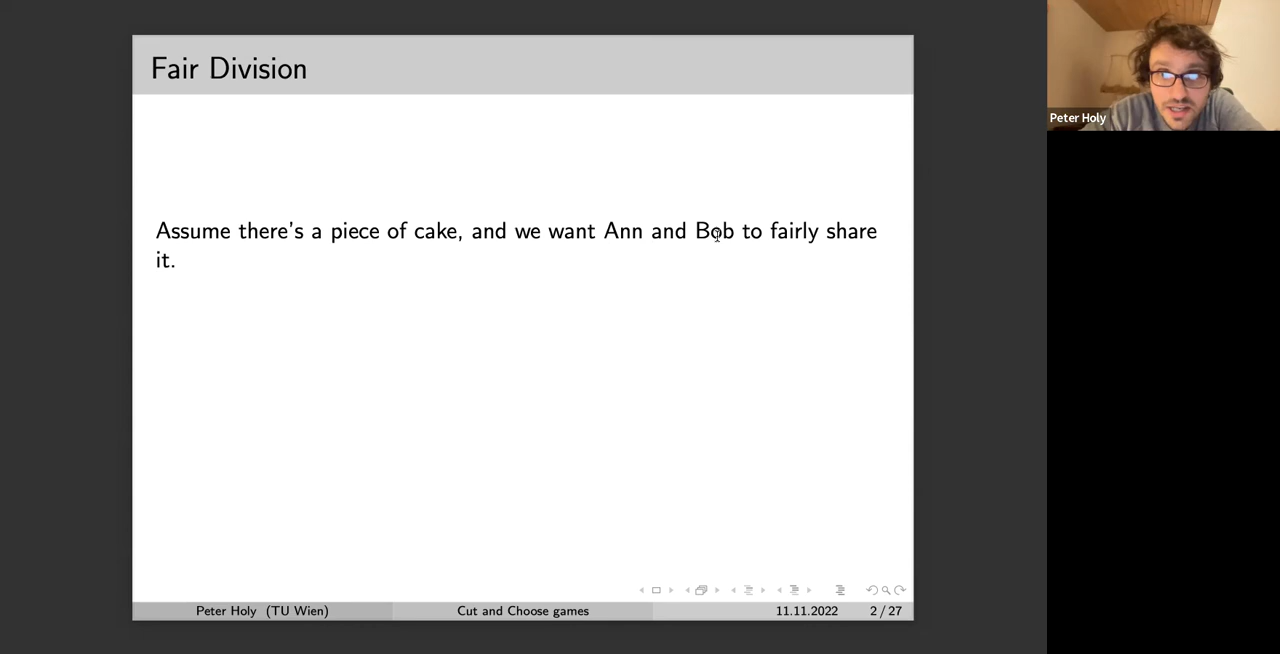 Fair Division
Peter Holy
Assume there's a piece of cake, and we want Ann and Bob to fairly share
it.
Peter Holy (TU Wien)
Cut and Choose games
11.11.2022
2 / 27